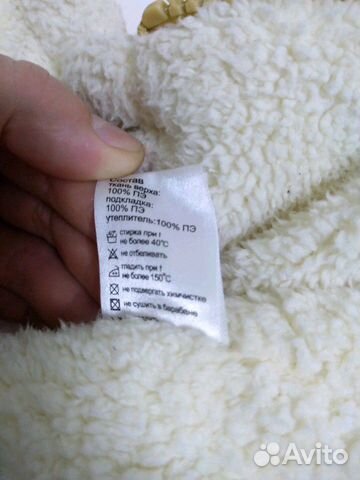 Состав
ткань верха:
100% ПЭ
подкладка:
100% ПЭ
утеплитель:100% ПЭ
стирка при t
не более 40°C
не отбеливать
гладить при t
не более 150°C
не подвергать химчистке
не сушить в барабане
Avito